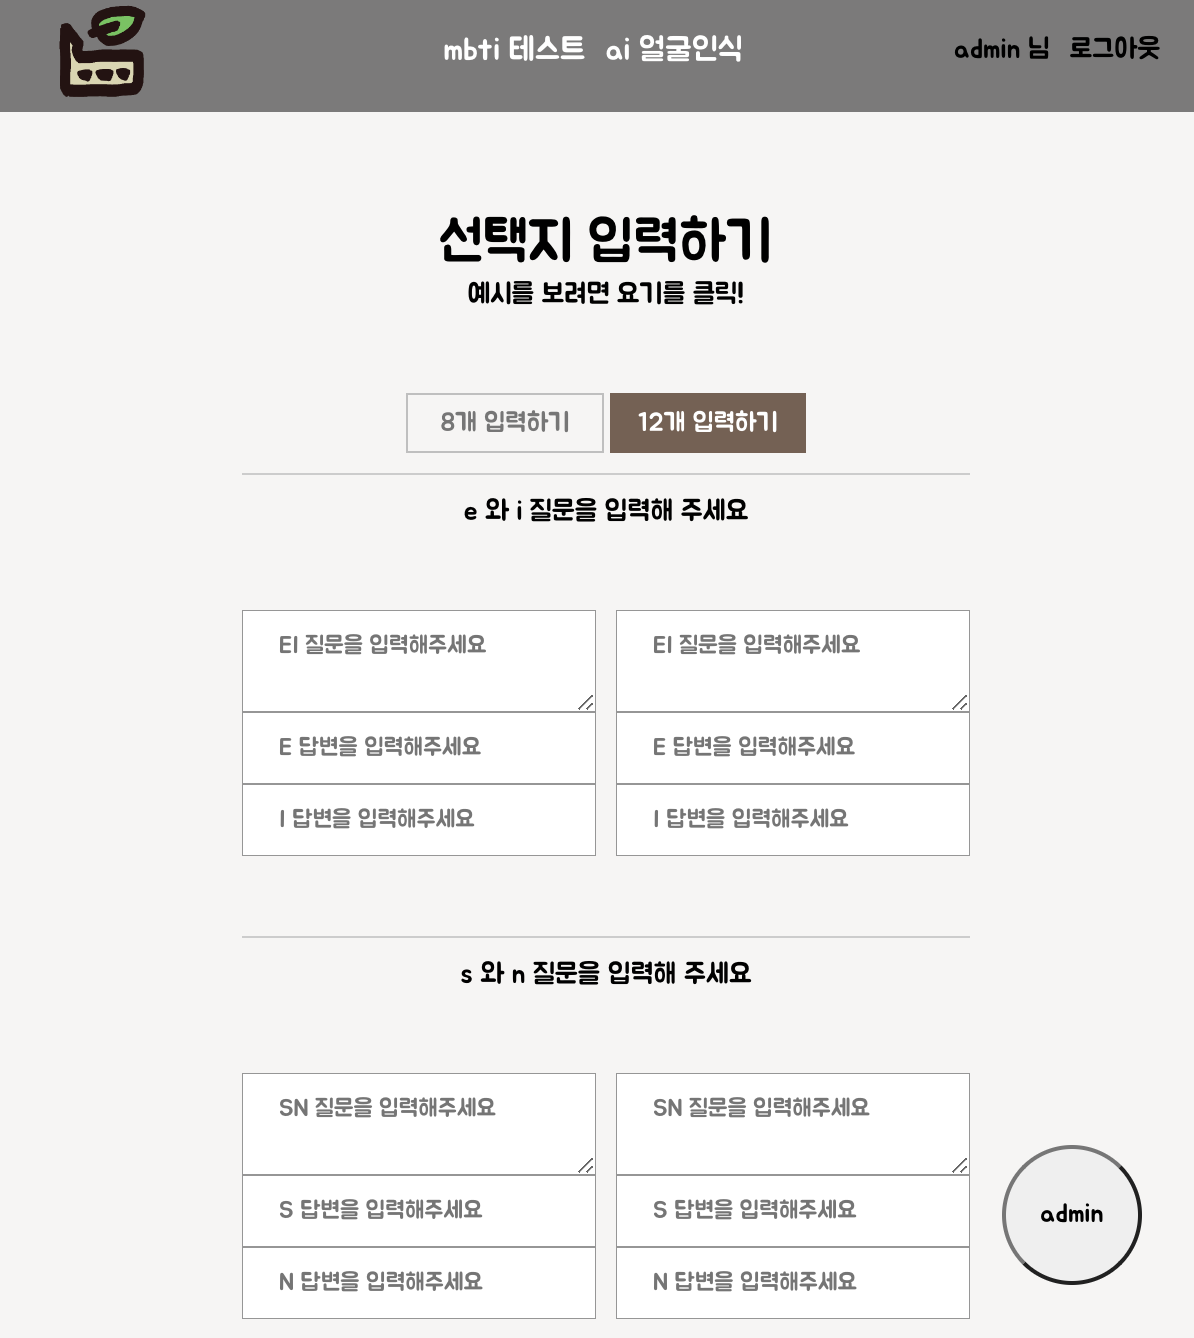 mbti 테스트 ai 얼굴인식
admin 님 로그아웃
선택지 입력하기
예시를 보려면 요기를 클릭!
8개 입력하기 12개 입력하기
e 와 i 질문을 입력해 주세요
EI 질문을 입력해주세요 EI 질문을 입력해주세요
E 답변을 입력해주세요 E 답변을 입력해주세요
I 답변을 입력해주세요 I 답변을 입력해주세요
s 와 n 질문을 입력해 주세요
SN 질문을 입력해주세요 SN 질문을 입력해주세요
S 답변을 입력해주세요 S 답변을 입력해주세요
admin
N 답변을 입력해주세요 N 답변을 입력해주세요